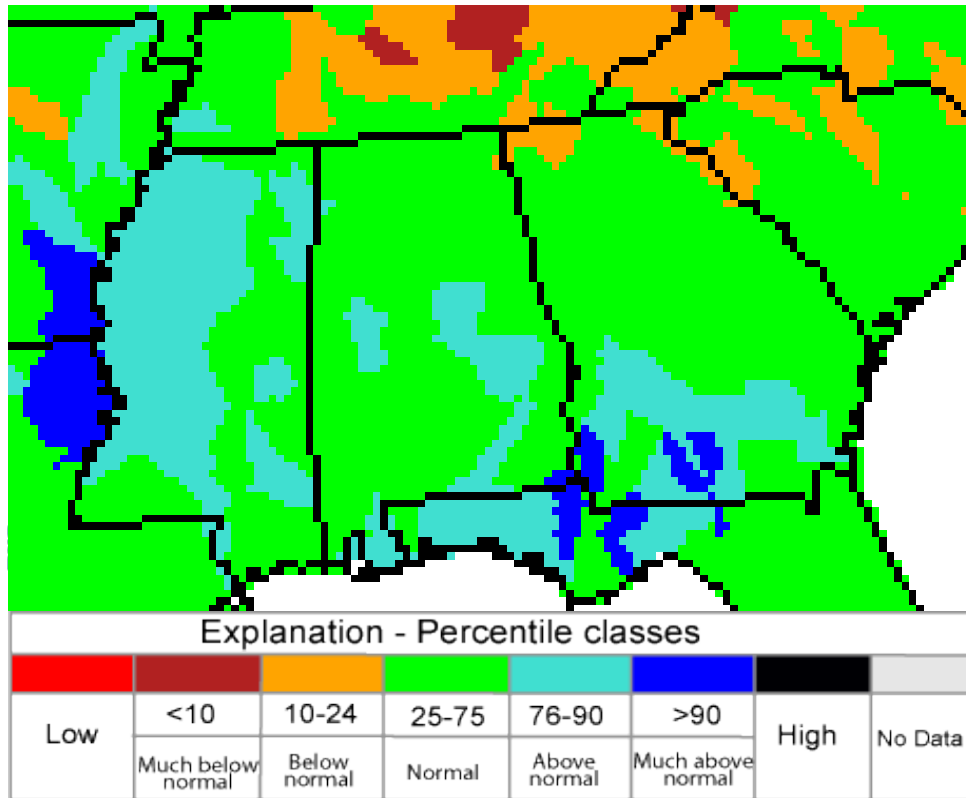 Explanation - Percentile classes
Low
<10
10-24
25-75
76-90
>90
High
No Data
Much below
normal
Below
normal
Normal
Above
normal
Much above
normal